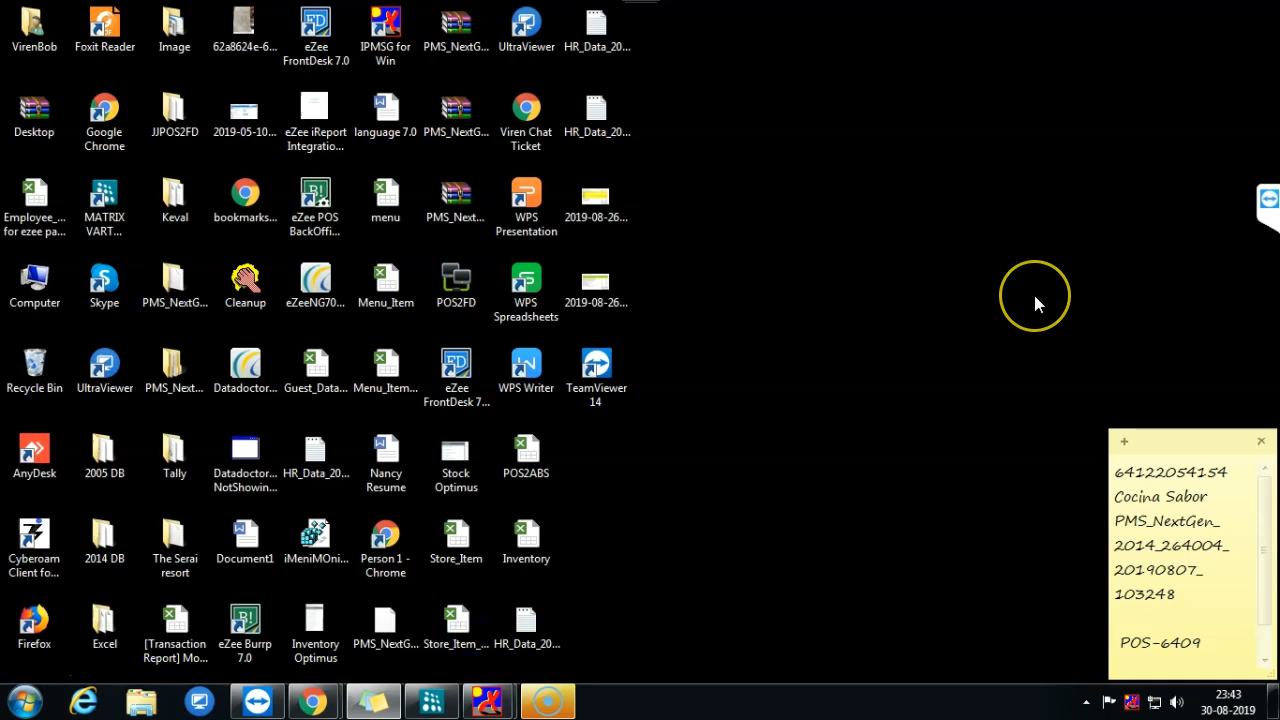 VirenBob
Foxit Reader
Image
62a8624e-6...
eZee
FrontDesk 7.0
IPMSG for
Win
PMS_NextG...
UltraViewer
HR_Data_20...
Desktop
Google
Chrome
JJPOS2FD
2019-05-10...
eZee iReport
Integratio...
language 7.0
PMS_NextG...
Viren Chat
Ticket
HR_Data_20...
Employee_...
for ezee pa...
MATRIX
VART...
Keval
bookmarks...
eZee POS
BackOffi...
menu
PMS_Next...
WPS
Presentation
2019-08-26...
Computer
Skype
PMS_NextG...
Cleanup
eZeeNG70...
Menu_Item
POS2FD
WPS
Spreadsheets
2019-08-26...
Recycle Bin
UltraViewer
PMS_Next...
Datadoctor...
Guest_Data...
Menu_Item...
eZee
FrontDesk 7...
WPS Writer
TeamViewer
14
AnyDesk
2005 DB
Tally
Datadoctor...
NotShowin...
HR_Data_20...
Nancy
Resume
Stock
Optimus
POS2ABS
Cyberoam
Client fo...
2014 DB
The Serai
resort
Document1
iMeniMOni...
Person 1 -
Chrome
Store_Item
Inventory
Firefox
Excel
[Transaction
Report] Mo...
eZee Burrp
7.0
Inventory
Optimus
PMS_NextG...
Store_Item_...
HR_Data_20...
64122054154
Cocina Sabor
PMS_NextGen_
2014_264004_
20190807_
103248
POS-6409
23:43
30-08-2019